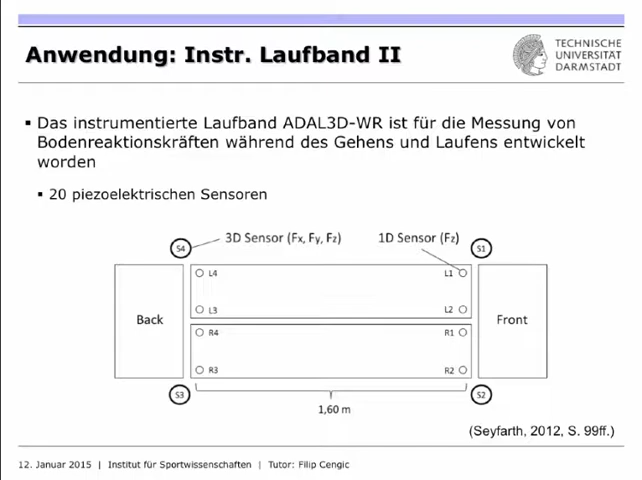 Anwendung: Instr. Laufband II
TECHNISCHE
UNIVERSITÄT
DARMSTADT
▪ Das instrumentierte Laufband ADAL3D-WR ist für die Messung von
Bodenreaktionskräften während des Gehens und Laufens entwickelt
worden
▪ 20 piezoelektrischen Sensoren
S4 3D Sensor (Fx, Fy, Fz) 1D Sensor (Fz) S1
L4 L1
L3 L2
Back Front
R4 R1
R3 R2
S3 S2
1,60 m
(Seyfarth, 2012, S. 99ff.)
12. Januar 2015 | Institut für Sportwissenschaften | Tutor: Filip Cengic